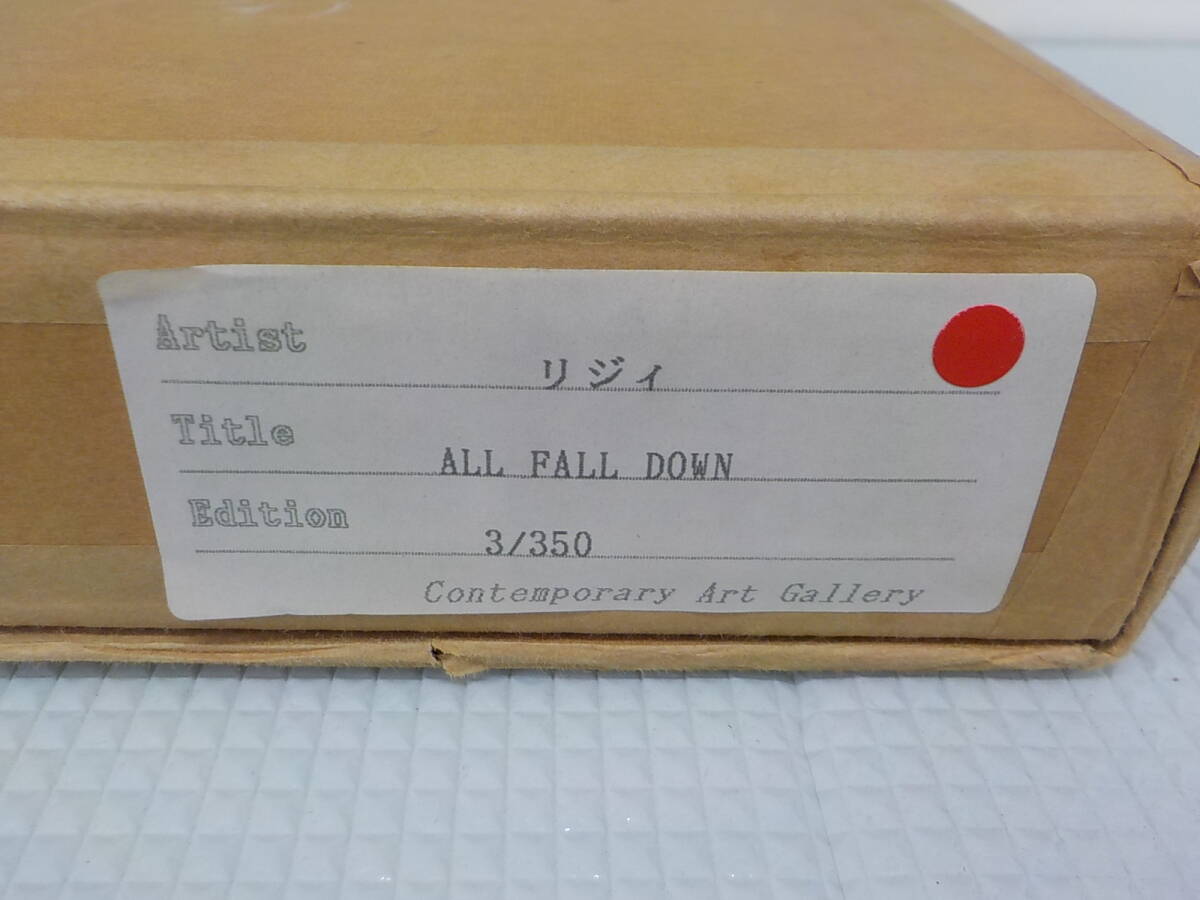 Artist
リジィ
Title
ALL FALL DOWN
Edition
3/350
Contemporary Art Gallery